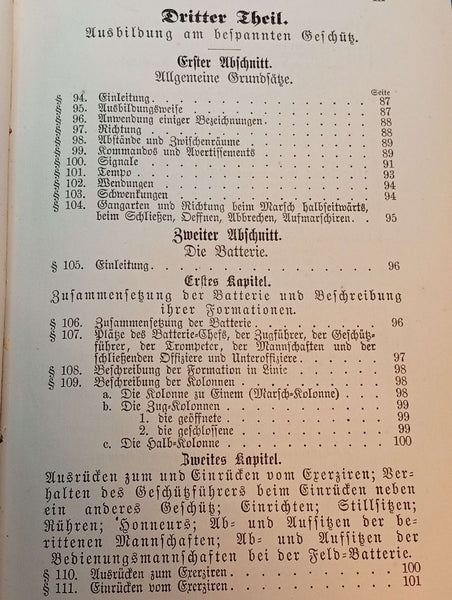 Dritter Theil.
Ausbildung am bespannten Geschütz.
Erster Abschnitt.
Allgemeine Grundsätze.
Seite
§ 94. Einleitung . . . . . . . . . . . . . . . 87
§ 95. Ausbildungsweise . . . . . . . . . . . . 87
§ 96. Anwendung einiger Bezeichnungen . . . . . 88
§ 97. Richtung . . . . . . . . . . . . . . . . 88
§ 98. Abstände und Zwischenräume . . . . . . . 89
§ 99. Kommandos und Avertissements . . . . . . 89
§ 100. Signale . . . . . . . . . . . . . . . . 91
§ 101. Tempo . . . . . . . . . . . . . . . . . 93
§ 102. Wendungen . . . . . . . . . . . . . . . 94
§ 103. Schwenkungen . . . . . . . . . . . . . . 94
§ 104. Gangarten und Richtung beim Marsch halbseitwärts,
beim Schließen, Oeffnen, Abbrechen, Aufmarschiren . . 95
Zweiter Abschnitt.
Die Batterie.
§ 105. Einleitung . . . . . . . . . . . . . . . 96
Erstes Kapitel.
Zusammensetzung der Batterie und Beschreibung
ihrer Formationen.
§ 106. Zusammensetzung der Batterie . . . . . . . 96
§ 107. Plätze des Batterie-Chefs, der Zugführer, der Geschütz-
führer, der Trompeter, der Mannschaften und der
schließenden Offiziere und Unteroffiziere . . . . 97
§ 108. Beschreibung der Formation in Linie . . . . 98
§ 109. Beschreibung der Kolonnen . . . . . . . . 98
a. Die Kolonne zu Einem (Marsch-Kolonne) . . . 98
b. Die Zug-Kolonnen . . . . . . . . . . . 99
1. die geöffnete . . . . . . . . . . . . 99
2. die geschlossene . . . . . . . . . . . 99
c. Die Halb-Kolonne . . . . . . . . . . . 100
Zweites Kapitel.
Ausrücken zum und Einrücken vom Exerziren; Ver-
halten des Geschützführers beim Einrücken neben
ein anderes Geschütz; Einrichten; Stillsitzen;
Rühren; Honneurs; Ab- und Aufsitzen der be-
rittenen Mannschaften; Ab- und Aufsitzen der
Bedienungsmannschaften bei der Feld-Batterie.
§ 110. Ausrücken zum Exerziren . . . . . . . . . 100
§ 111. Einrücken vom Exerziren . . . . . . . . . 101